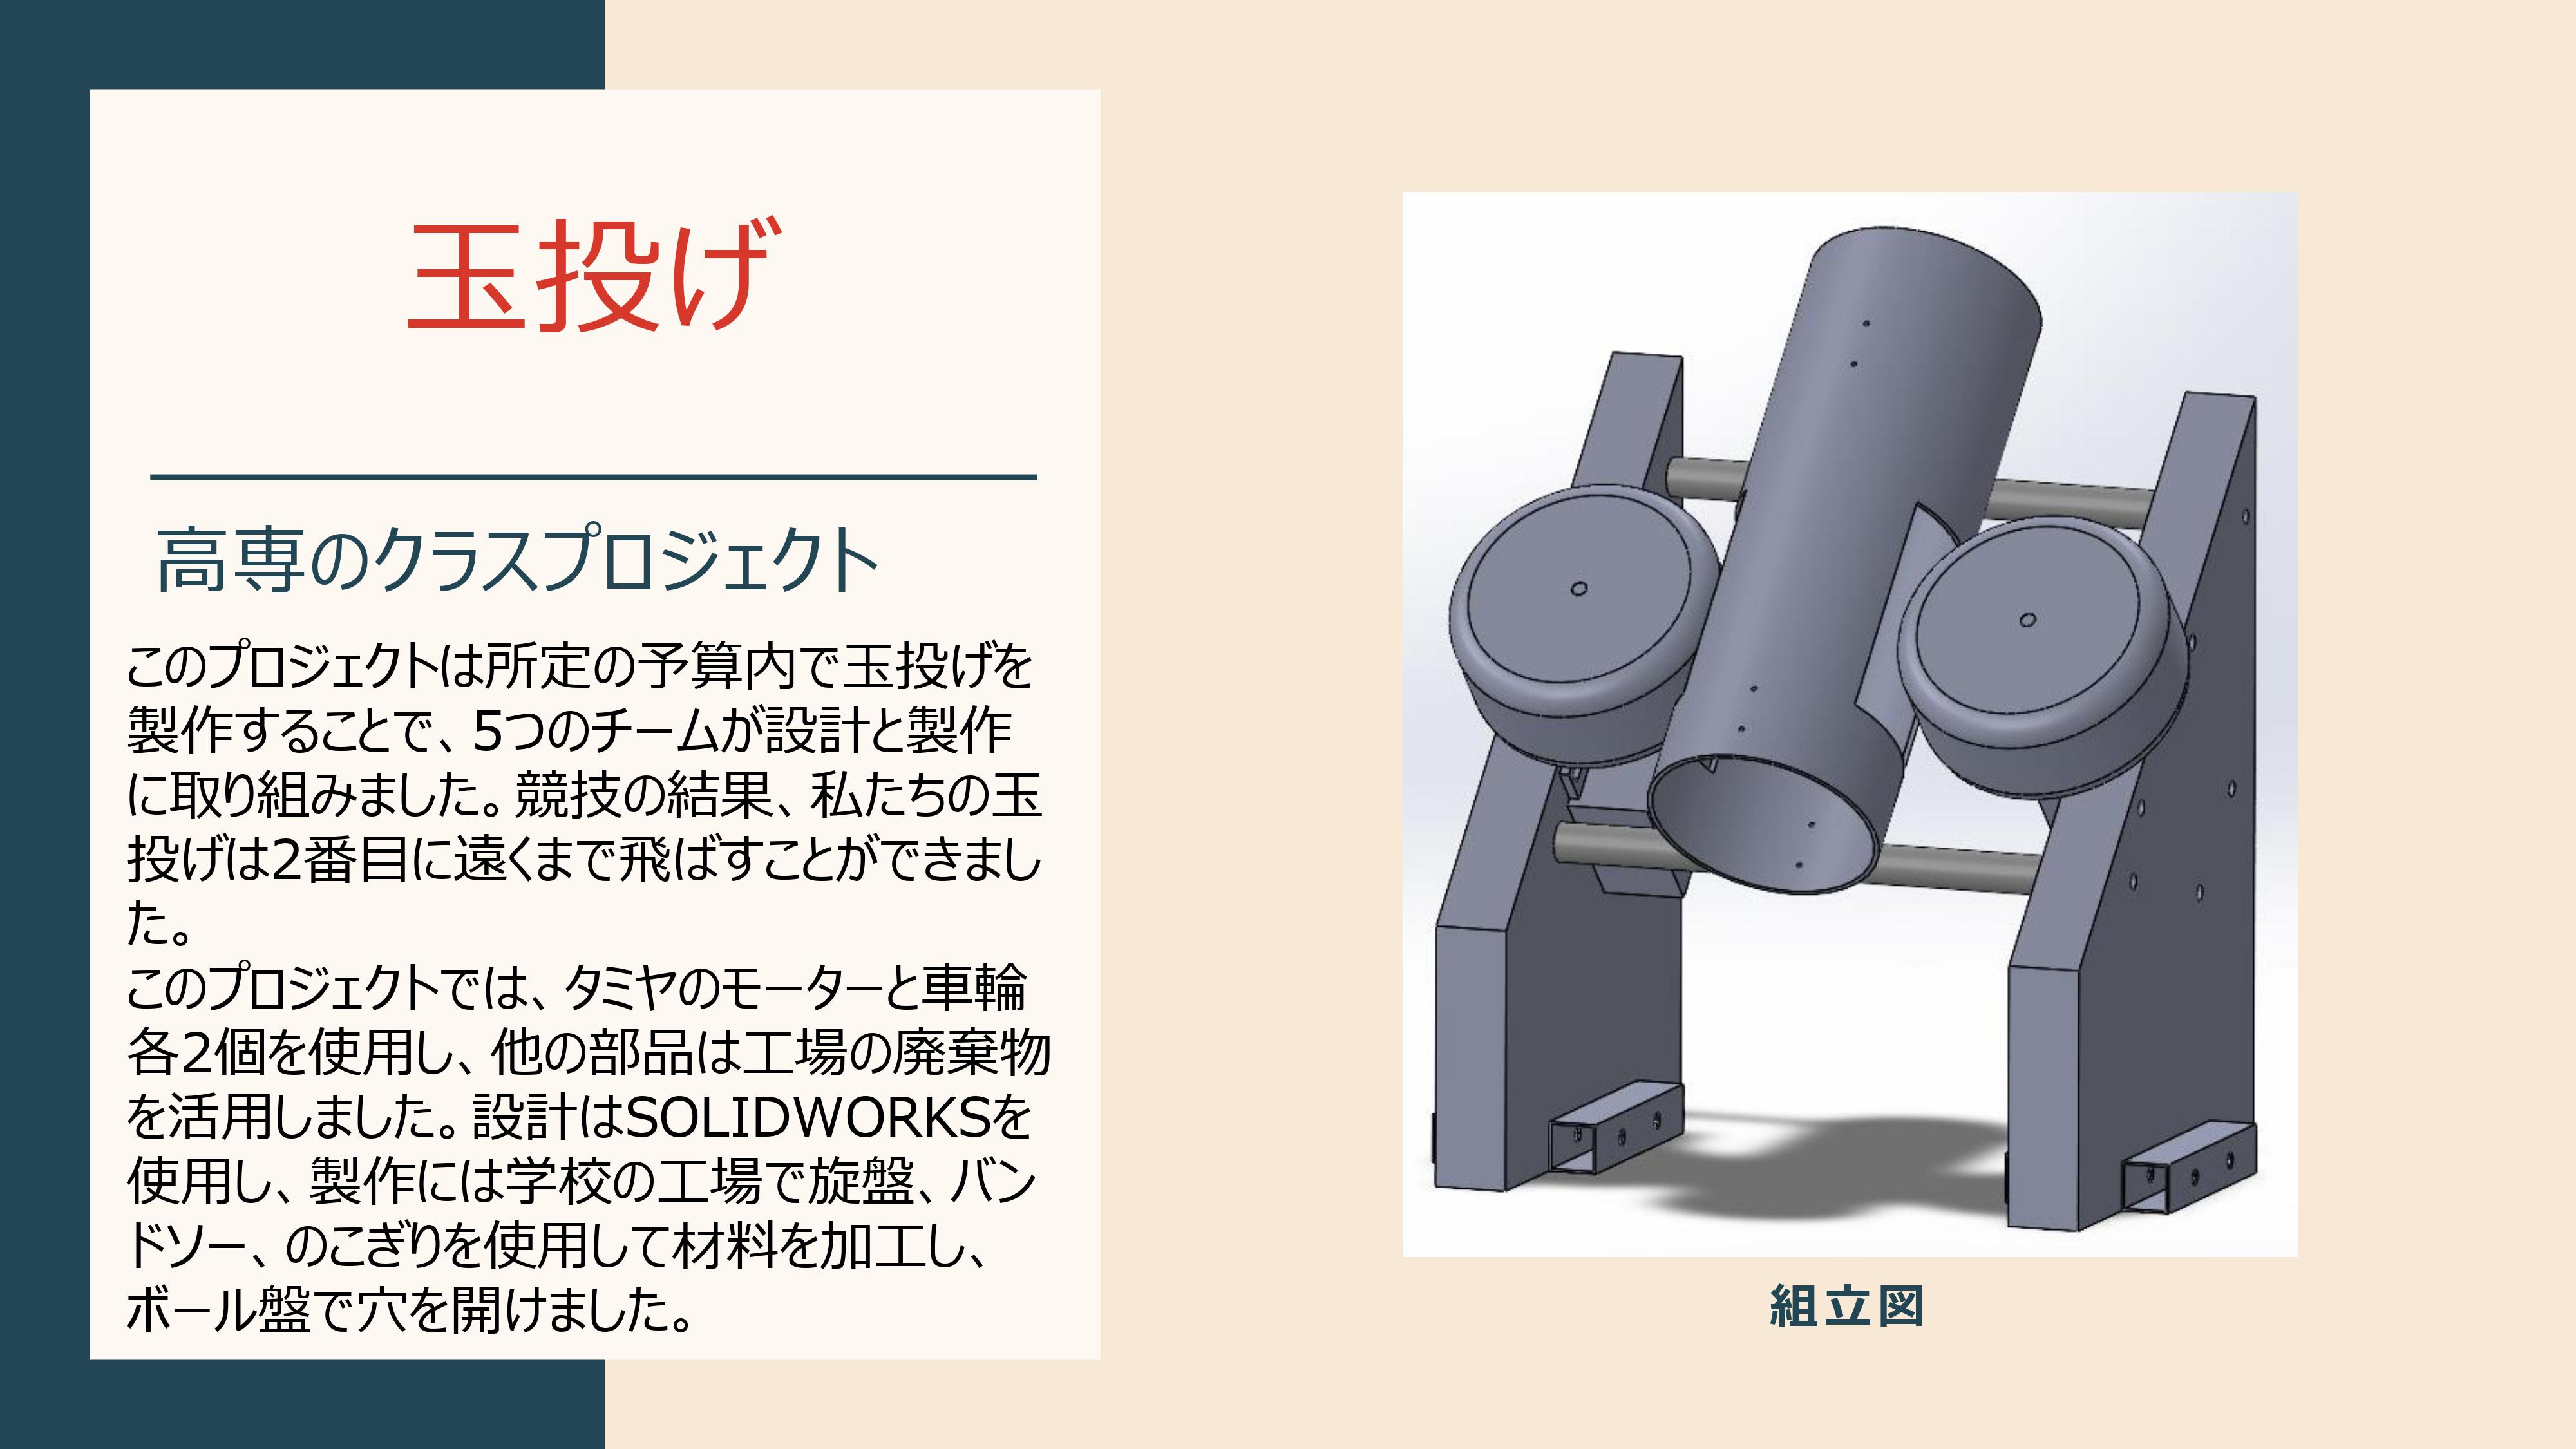 玉投げ
高専のクラスプロジェクト
このプロジェクトは所定の予算内で玉投げを
製作することで、5つのチームが設計と製作
に取り組みました。競技の結果、私たちの玉
投げは2番目に遠くまで飛ばすことができまし
た。
このプロジェクトでは、タミヤのモーターと車輪
各2個を使用し、他の部品は工場の廃棄物
を活用しました。設計はSOLIDWORKSを
使用し、製作には学校の工場で旋盤、バン
ドソー、のこぎりを使用して材料を加工し、
ボール盤で穴を開けました。
組立図